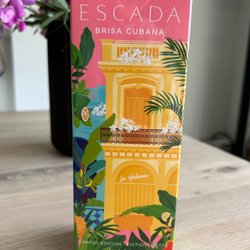 ESCADA
BRISA CUBANA
La Habana
LIMITED EDITION